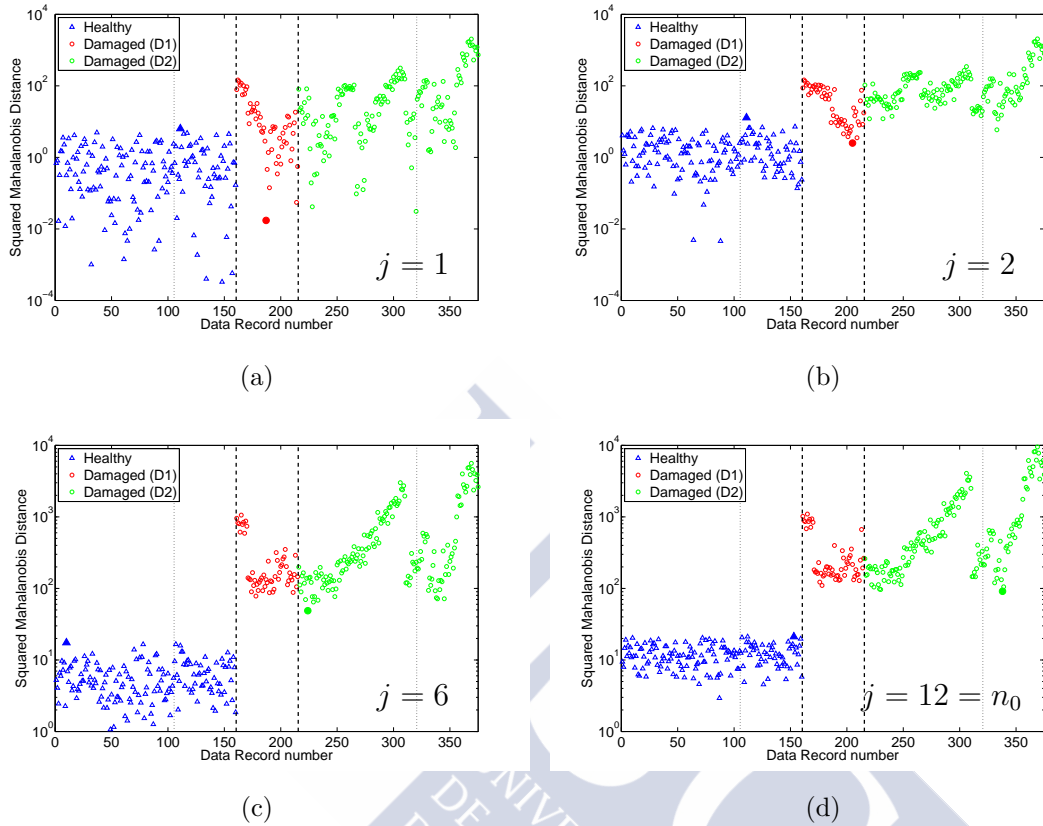 10^4
10^2
10^0
10^-2
10^-4
Squared Mahalanobis Distance
Healthy
Damaged (D1)
Damaged (D2)
j = 1
0 50 100 150 200 250 300 350
Data Record number
(a)
10^4
10^2
10^0
10^-2
10^-4
Squared Mahalanobis Distance
Healthy
Damaged (D1)
Damaged (D2)
j = 2
0 50 100 150 200 250 300 350
Data Record number
(b)
10^4
10^3
10^2
10^1
10^0
Squared Mahalanobis Distance
Healthy
Damaged (D1)
Damaged (D2)
j = 6
0 50 100 150 200 250 300 350
Data Record number
(c)
10^4
10^3
10^2
10^1
10^0
Squared Mahalanobis Distance
Healthy
Damaged (D1)
Damaged (D2)
j = 12 = n_0
0 50 100 150 200 250 300 350
Data Record number
(d)
UNIVE
DE